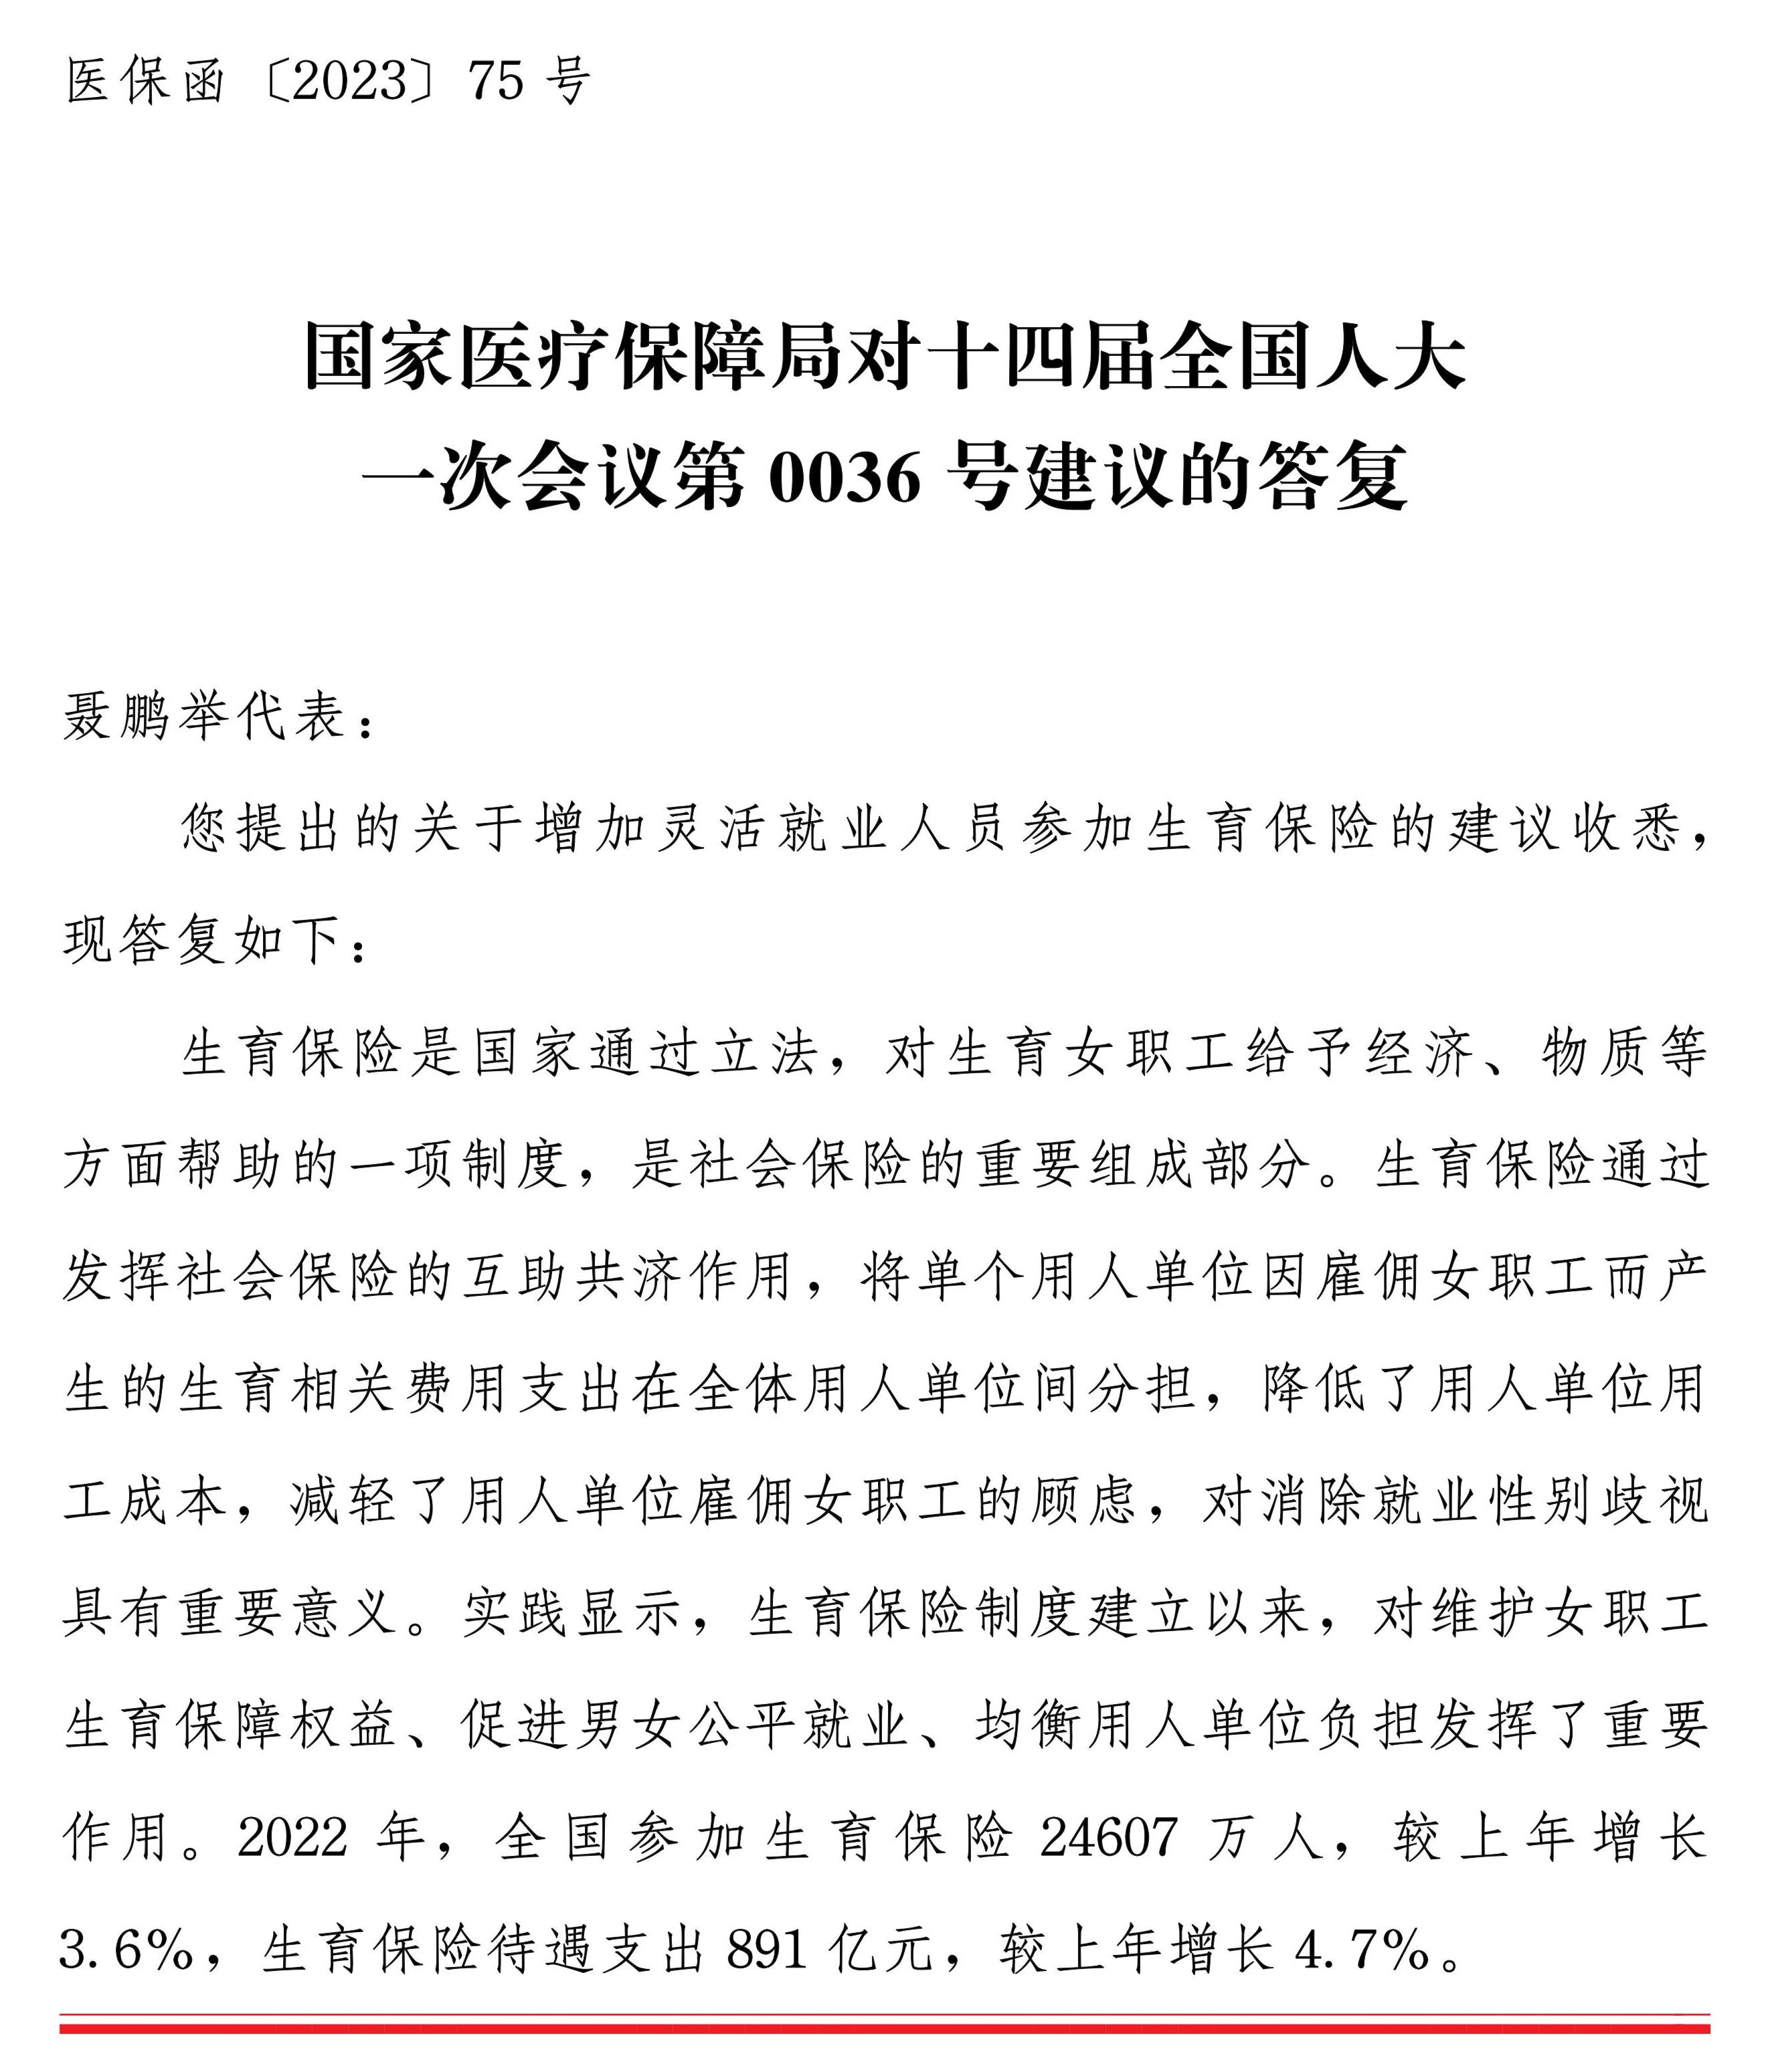 医保函〔2023〕75 号
国家医疗保障局对十四届全国人大
一次会议第 0036 号建议的答复
聂鹏举代表：
您提出的关于增加灵活就业人员参加生育保险的建议收悉，
现答复如下：
生育保险是国家通过立法，对生育女职工给予经济、物质等
方面帮助的一项制度，是社会保险的重要组成部分。生育保险通过
发挥社会保险的互助共济作用，将单个用人单位因雇佣女职工而产
生的生育相关费用支出在全体用人单位间分担，降低了用人单位用
工成本，减轻了用人单位雇佣女职工的顾虑，对消除就业性别歧视
具有重要意义。实践显示，生育保险制度建立以来，对维护女职工
生育保障权益、促进男女公平就业、均衡用人单位负担发挥了重要
作用。2022 年，全国参加生育保险 24607 万人，较上年增长
3.6%，生育保险待遇支出 891 亿元，较上年增长 4.7%。